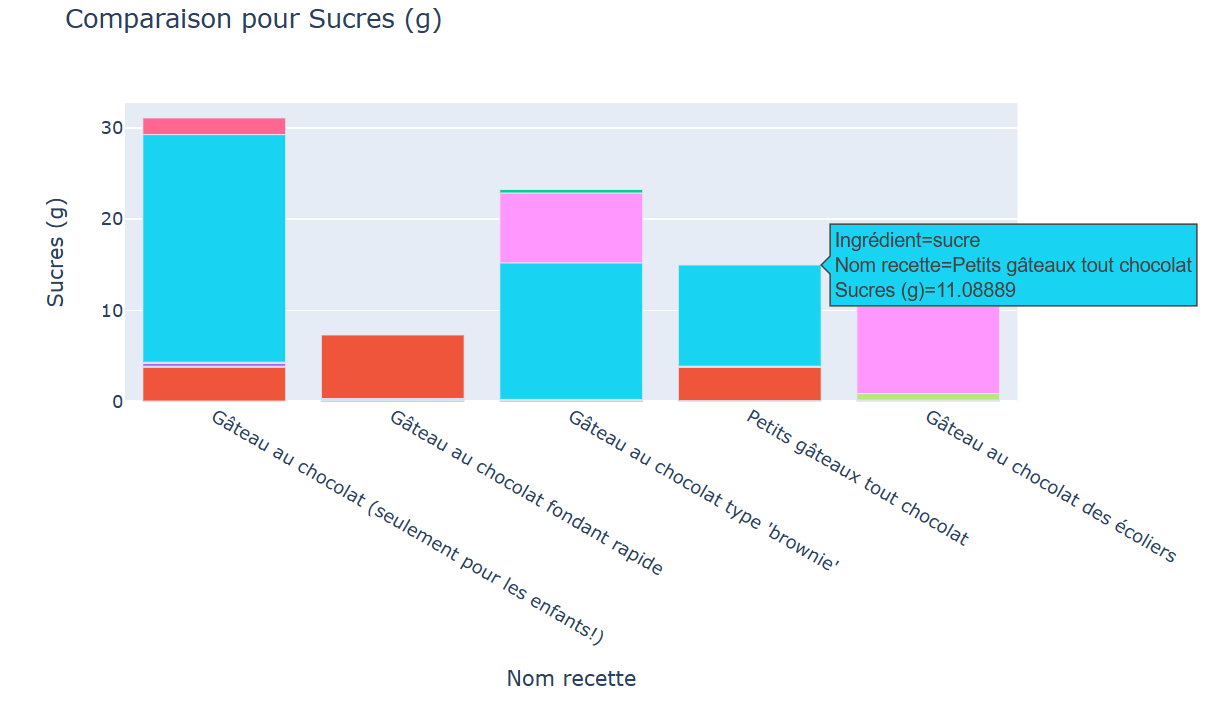 Comparaison pour Sucres (g)
30
20
10
0
Sucres (g)
Ingrédient=sucre
Nom recette=Petits gâteaux tout chocolat
Sucres (g)=11.08889
Gâteau au chocolat (seulement pour les enfants!)
Gâteau au chocolat fondant rapide
Gâteau au chocolat type 'brownie'
Petits gâteaux tout chocolat
Gâteau au chocolat des écoliers
Nom recette